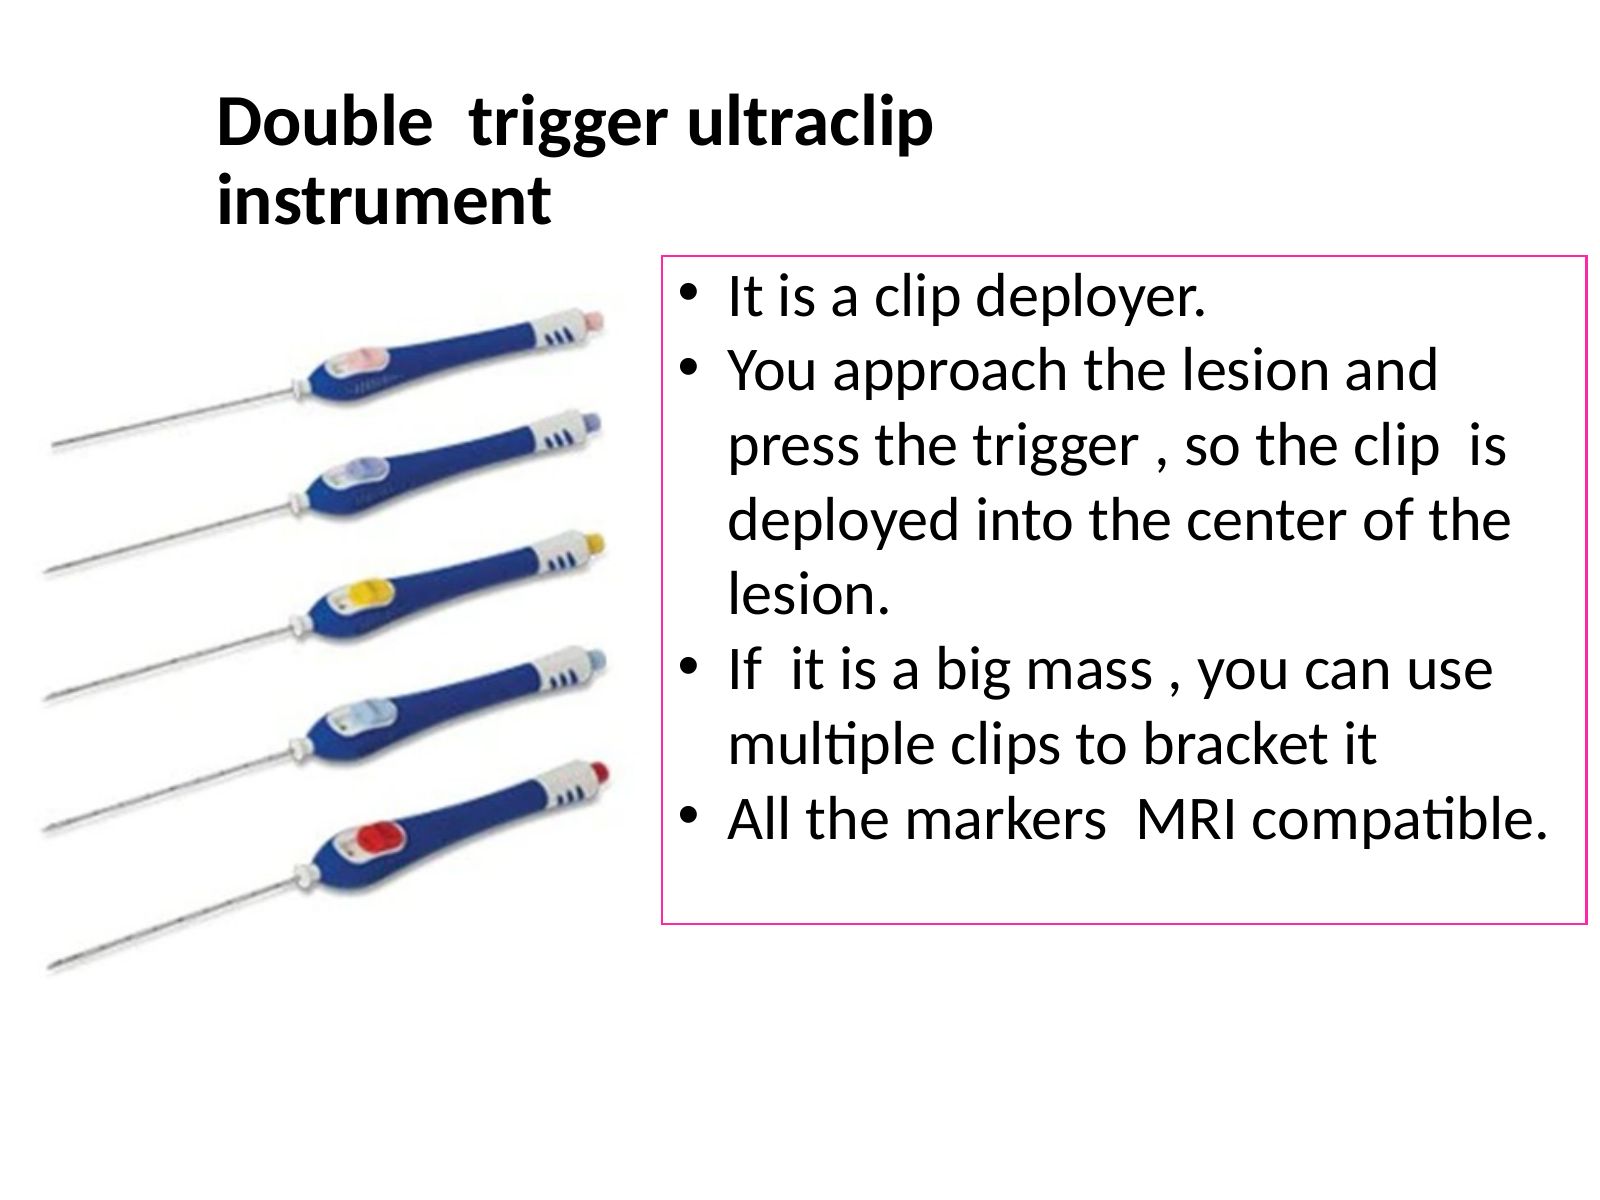 Double  trigger ultraclip
instrument
• It is a clip deployer.
• You approach the lesion and
press the trigger , so the clip  is
deployed into the center of the
lesion.
• If  it is a big mass , you can use
multiple clips to bracket it
• All the markers  MRI compatible.